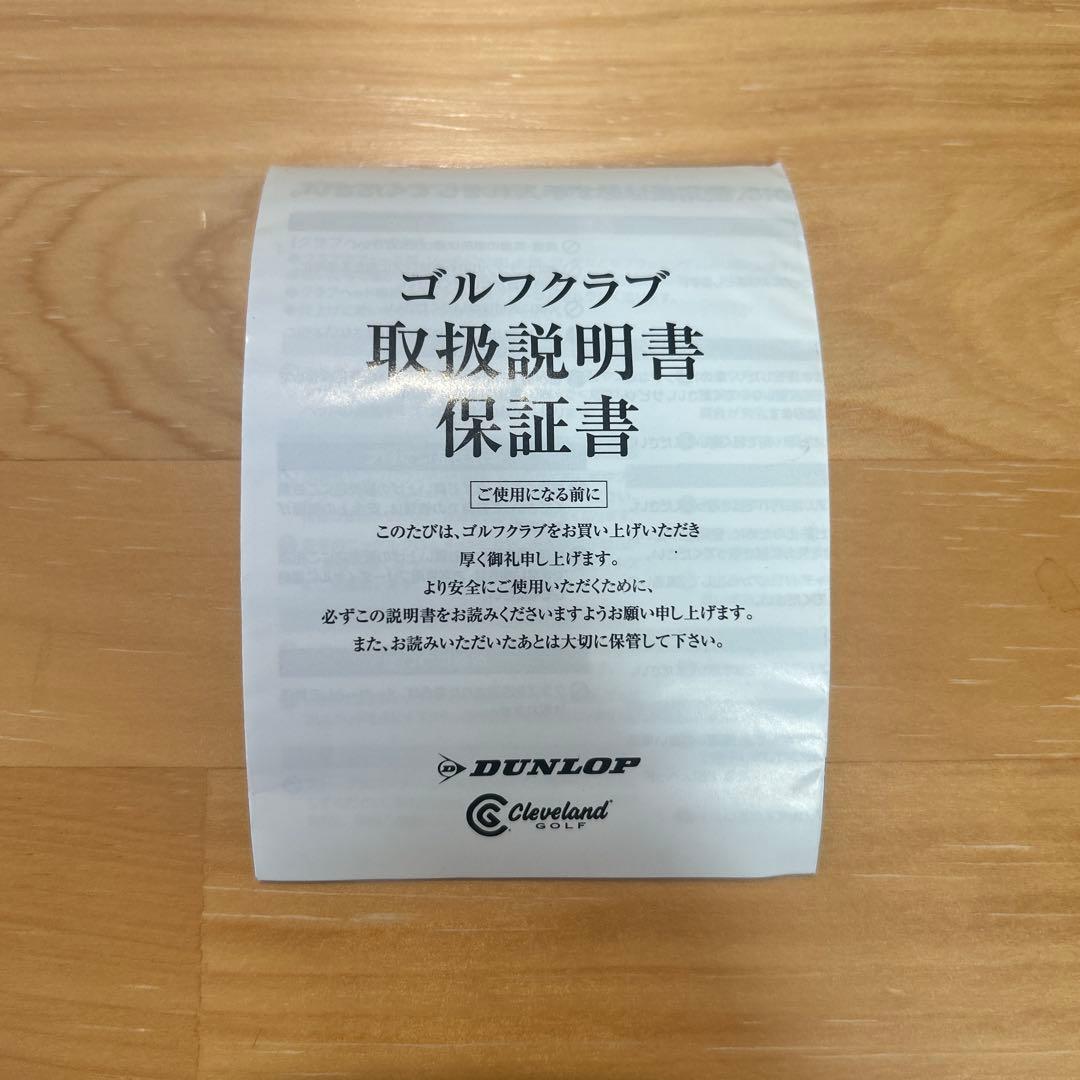 ゴルフクラブ
取扱説明書
保証書
ご使用になる前に
このたびは、ゴルフクラブをお買い上げいただき
厚く御礼申し上げます。
より安全にご使用いただくために、
必ずこの説明書をお読みくださいますようお願い申し上げます。
また、お読みいただいたあとは大切に保管して下さい。
DUNLOP
Cleveland
GOLF